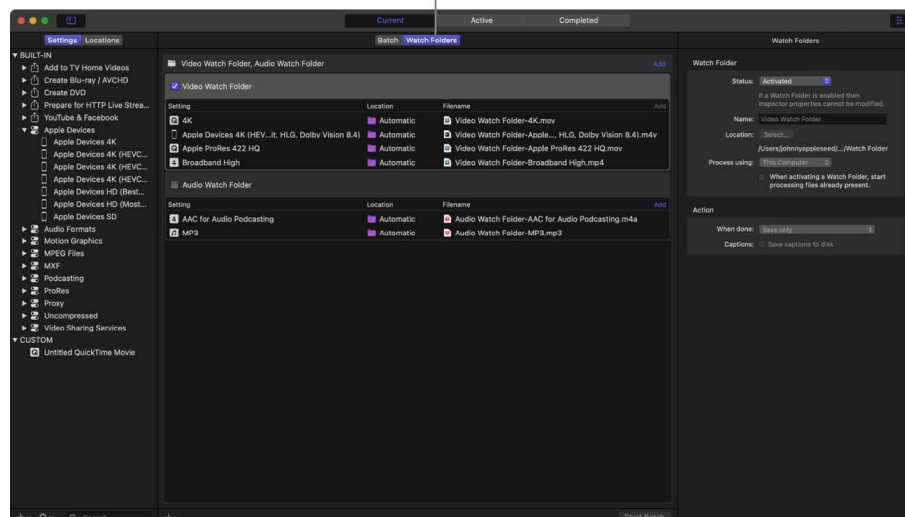 Current Active Completed
Settings Locations
Batch Watch Folders
Watch Folders
BUILT-IN
Add to TV Home Videos
Create Blu-ray / AVCHD
Create DVD
Prepare for HTTP Live Strea...
YouTube & Facebook
Apple Devices
Apple Devices 4K
Apple Devices 4K (HEVC...
Apple Devices 4K (HEVC...
Apple Devices 4K (HEVC...
Apple Devices HD (Best...
Apple Devices HD (Most...
Apple Devices SD
Audio Formats
Motion Graphics
MPEG Files
MXF
Podcasting
ProRes
Proxy
Uncompressed
Video Sharing Services
CUSTOM
Untitled QuickTime Movie
Search
Video Watch Folder, Audio Watch Folder Add
Video Watch Folder
Setting Location Filename Add
4K Automatic Video Watch Folder-4K.mov
Apple Devices 4K (HEV...it, HLG, Dolby Vision 8.4) Automatic Video Watch Folder-Apple..., HLG, Dolby Vision 8.4).m4v
Apple ProRes 422 HQ Automatic Video Watch Folder-Apple ProRes 422 HQ.mov
Broadband High Automatic Video Watch Folder-Broadband High.mp4
Audio Watch Folder
Setting Location Filename Add
AAC for Audio Podcasting Automatic Audio Watch Folder-AAC for Audio Podcasting.m4a
MP3 Automatic Audio Watch Folder-MP3.mp3
Start Batch
Watch Folder
Status: Activated
If a Watch Folder is enabled then
inspector properties cannot be modified.
Name: Video Watch Folder
Location: Select...
/Users/johnnyappleseed/.../Watch Folder
Process using: This Computer
When activating a Watch Folder, start
processing files already present.
Action
When done: Save only
Captions: Save captions to disk